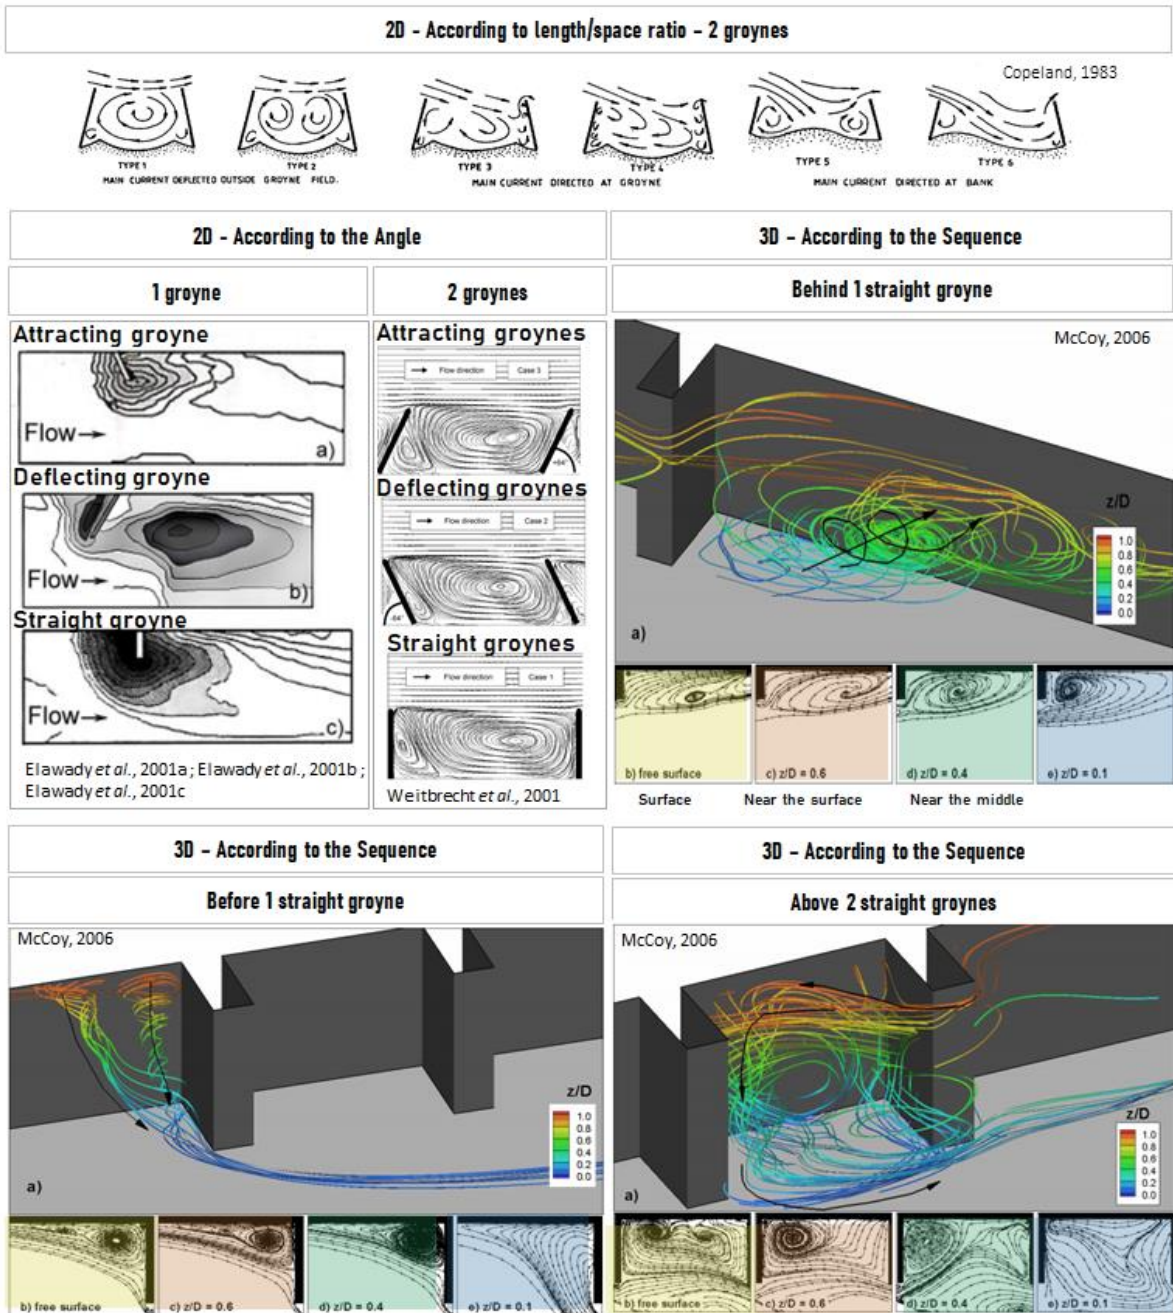 2D - According to length/space ratio - 2 groynes
Copeland, 1983
TYPE 1
TYPE 2
TYPE 3
TYPE 4
TYPE 5
TYPE 6
MAIN CURRENT DEFLECTED OUTSIDE GROYNE FIELD.
MAIN CURRENT DIRECTED AT GROYNE
MAIN CURRENT DIRECTED AT BANK
2D - According to the Angle
1 groyne
2 groynes
Attracting groyne
Flow →
a)
Deflecting groyne
Flow →
b)
Straight groyne
Flow →
c)
Elawady et al., 2001a ; Elawady et al., 2001b ;
Elawady et al., 2001c
Attracting groynes
Flow direction
Case 3
Deflecting groynes
Flow direction
Case 2
Straight groynes
Flow direction
Case 1
Weitbrecht et al., 2001
3D - According to the Sequence
Behind 1 straight groyne
McCoy, 2006
z/D
1.0
0.8
0.6
0.4
0.2
0.0
a)
b) free surface
c) z/D = 0.6
d) z/D = 0.4
e) z/D = 0.1
Surface
Near the surface
Near the middle
3D - According to the Sequence
Before 1 straight groyne
McCoy, 2006
z/D
1.0
0.8
0.6
0.4
0.2
0.0
a)
b) free surface
c) z/D = 0.6
d) z/D = 0.4
e) z/D = 0.1
3D - According to the Sequence
Above 2 straight groynes
McCoy, 2006
z/D
1.0
0.8
0.6
0.4
0.2
0.0
a)
b) free surface
c) z/D = 0.6
d) z/D = 0.4
e) z/D = 0.1